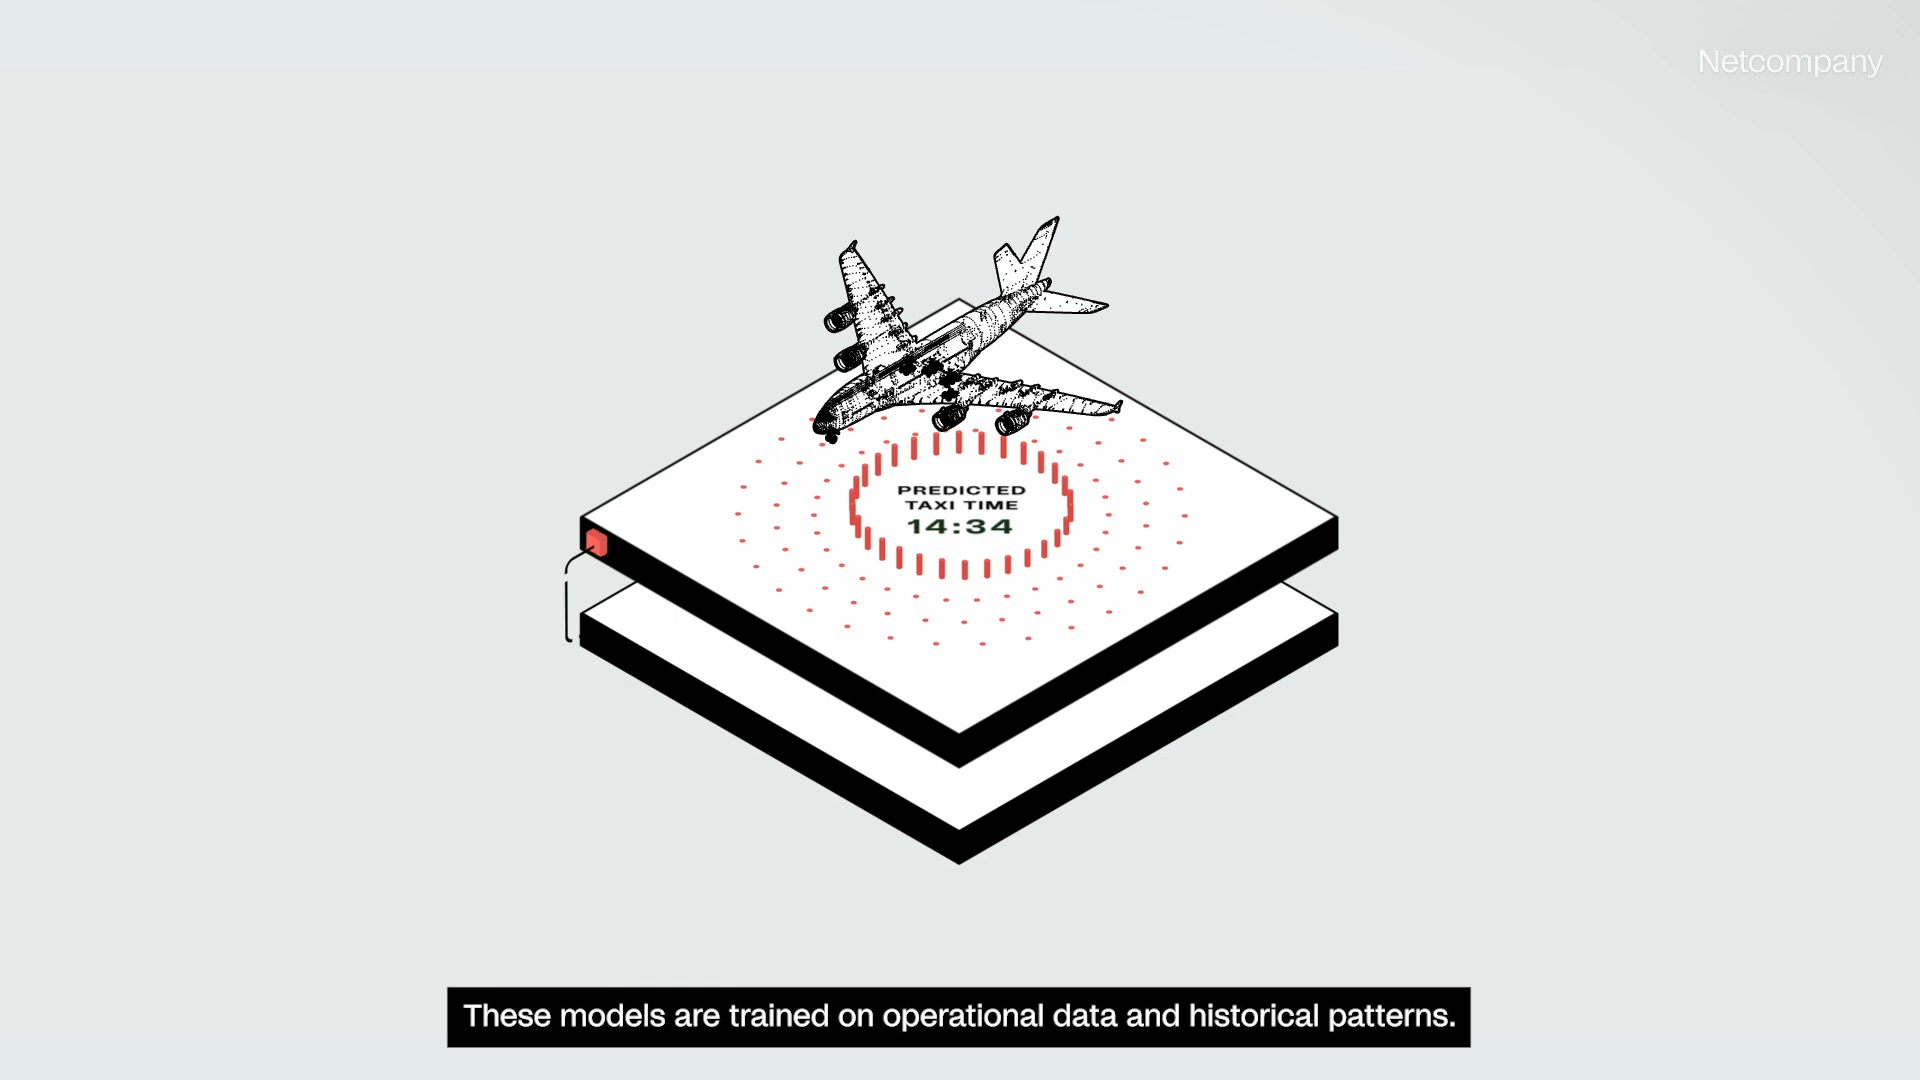 Netcompany
PREDICTED
TAXI TIME
14:34
These models are trained on operational data and historical patterns.